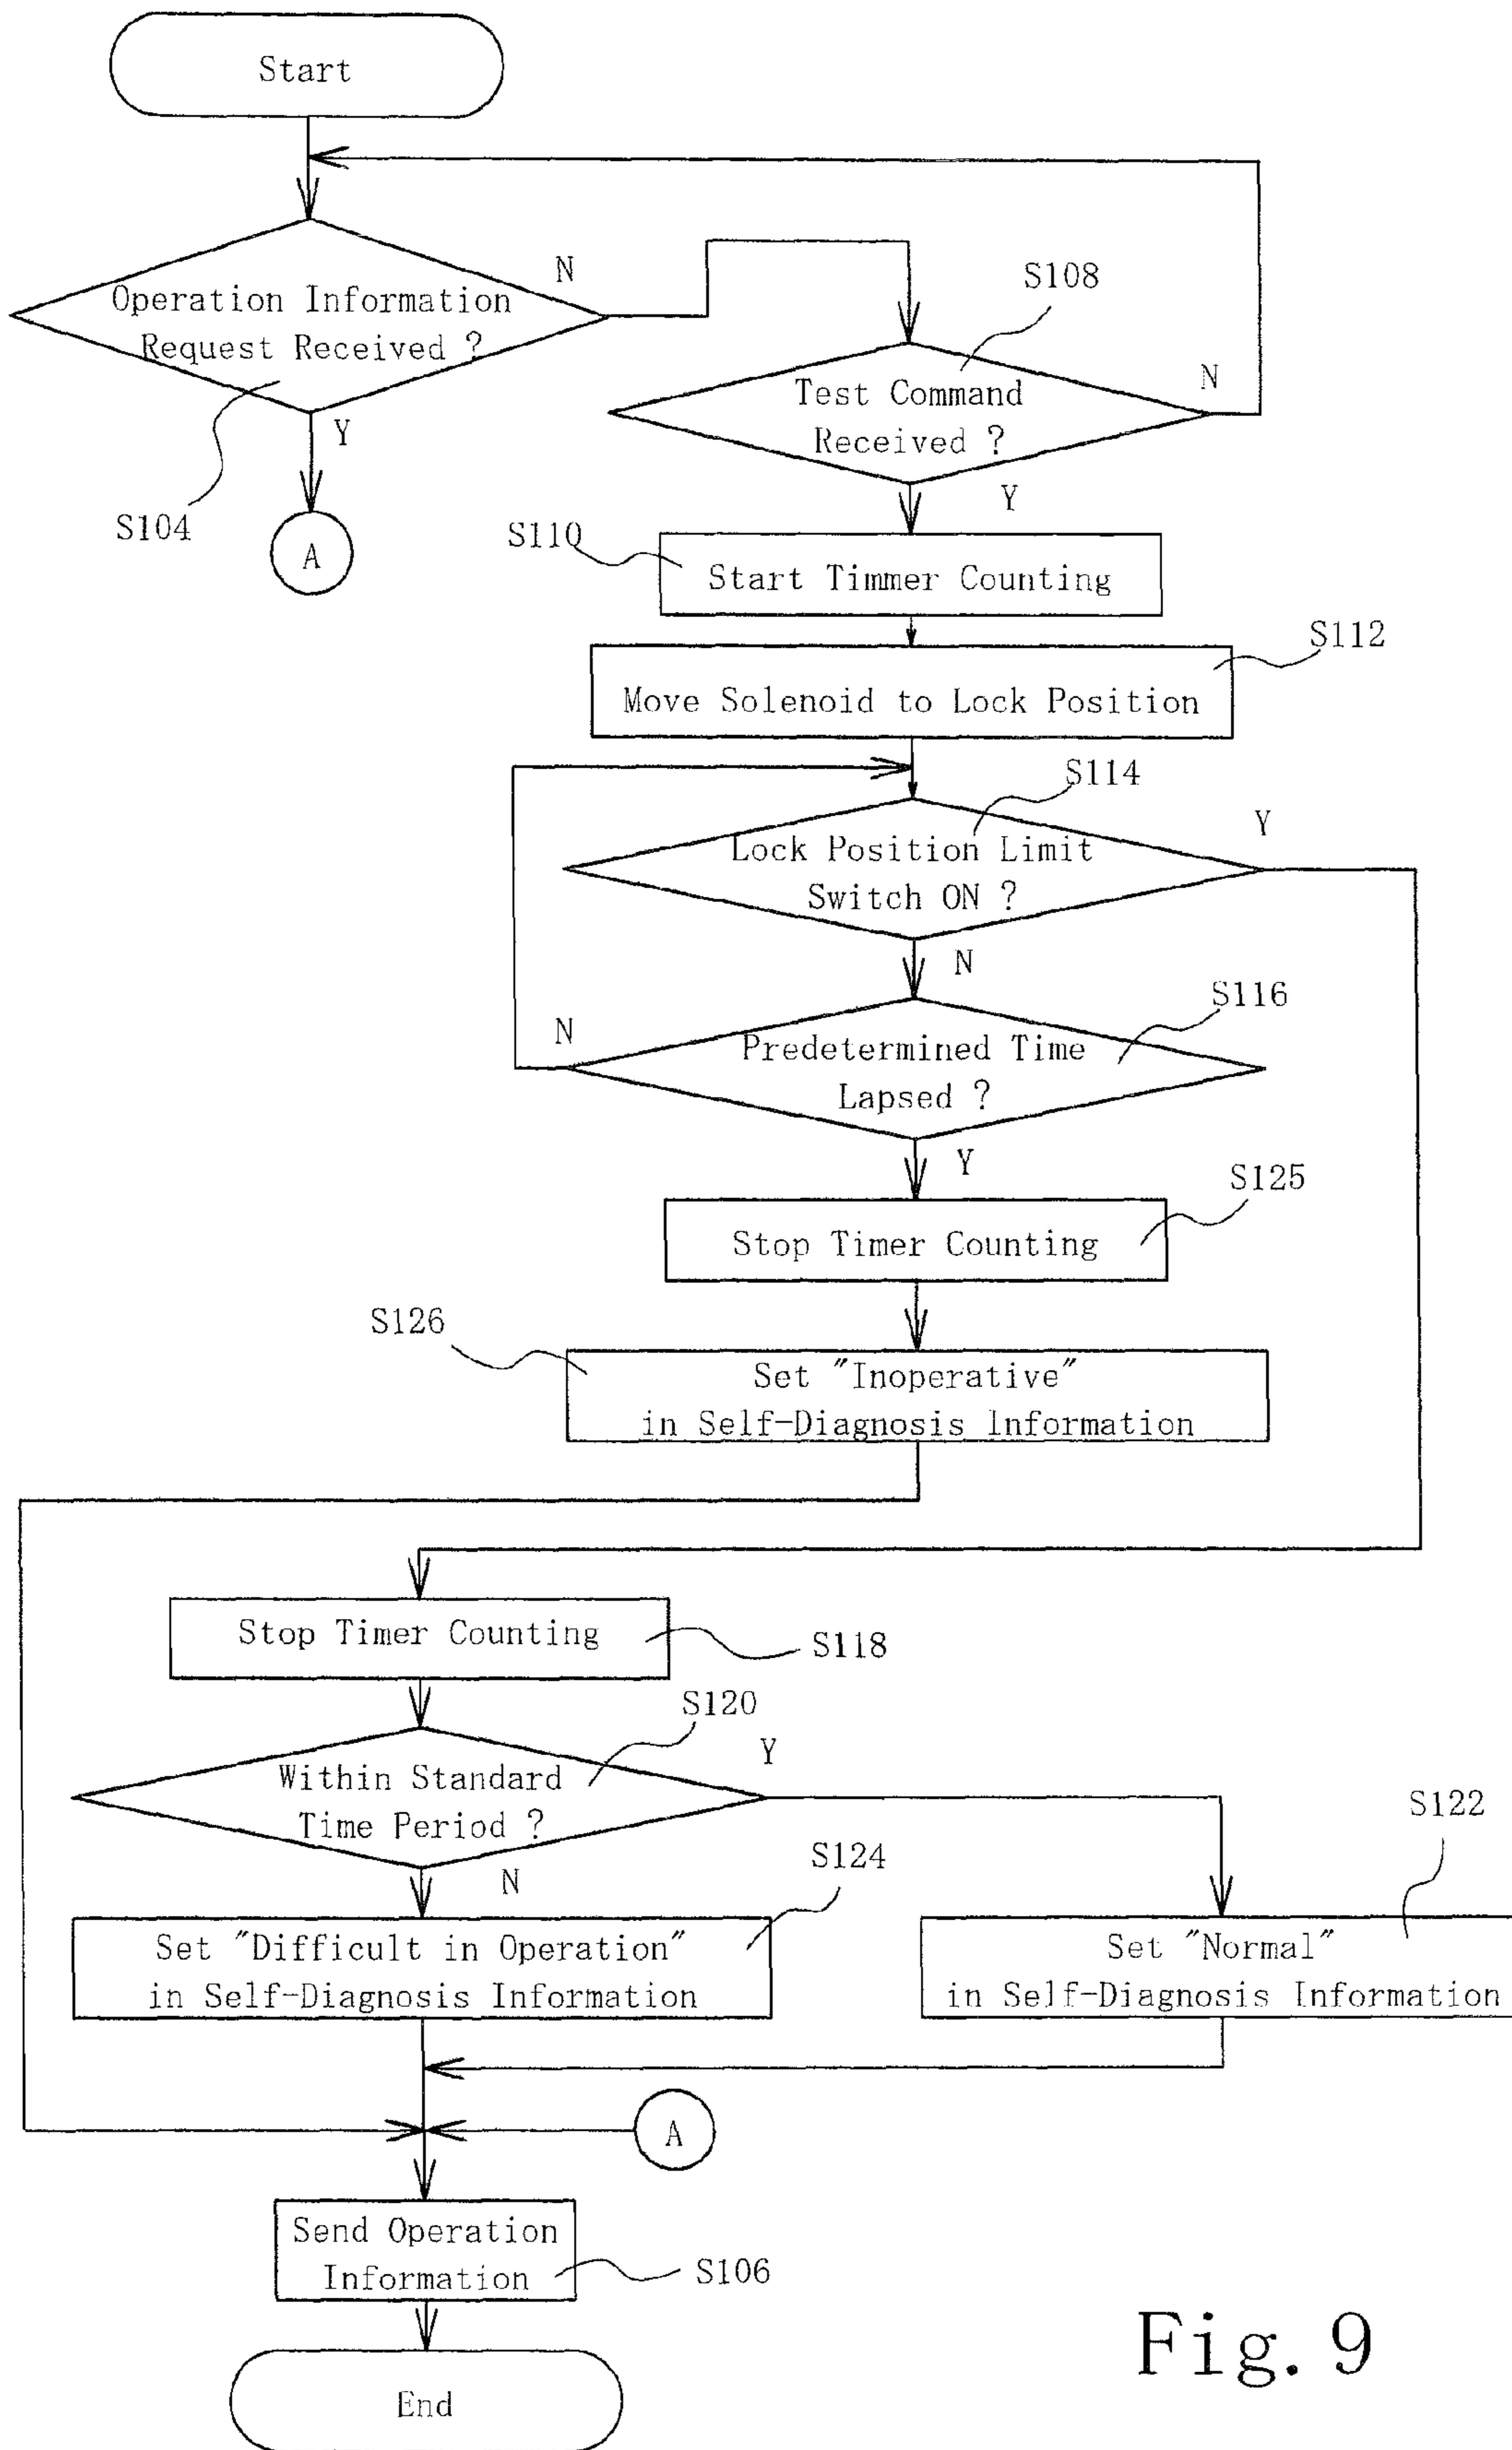 Start
Operation Information
Request Received ?
N
Y
S104
A
S108
Test Command
Received ?
N
Y
S110
Start Timmer Counting
S112
Move Solenoid to Lock Position
S114
Lock Position Limit
Switch ON ?
Y
N
S116
Predetermined Time
Lapsed ?
N
Y
S125
Stop Timer Counting
S126
Set "Inoperative"
in Self-Diagnosis Information
Stop Timer Counting
S118
S120
Within Standard
Time Period ?
Y
N
S124
Set "Difficult in Operation"
in Self-Diagnosis Information
S122
Set "Normal"
in Self-Diagnosis Information
A
Send Operation
Information
S106
End
Fig. 9